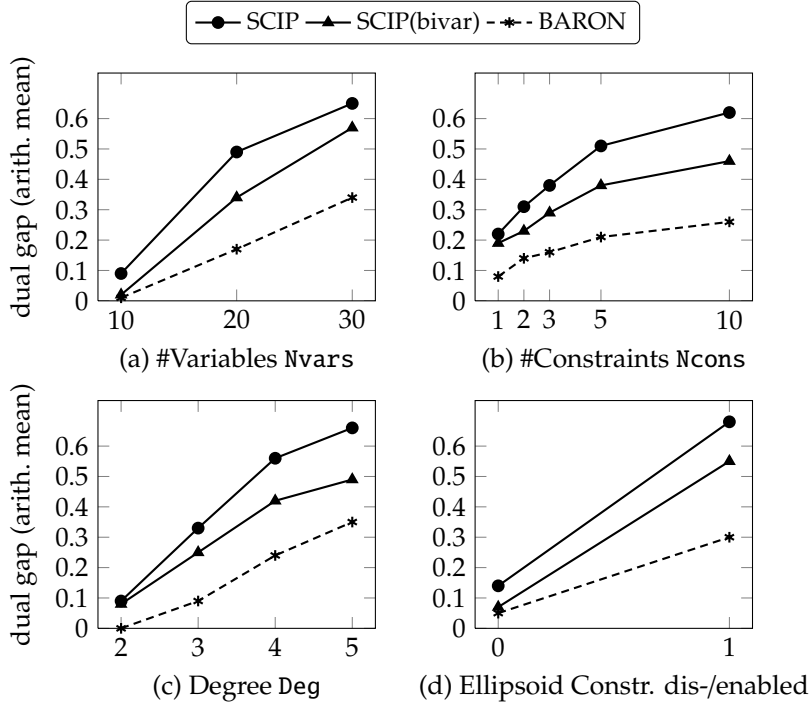 SCIP SCIP(bivar) BARON
dual gap (arith. mean)
0.6
0.5
0.4
0.3
0.2
0.1
0
10 20 30
(a) #Variables Nvars
0.6
0.5
0.4
0.3
0.2
0.1
0
1 2 3 5 10
(b) #Constraints Ncons
dual gap (arith. mean)
0.6
0.5
0.4
0.3
0.2
0.1
0
2 3 4 5
(c) Degree Deg
0.6
0.5
0.4
0.3
0.2
0.1
0
0 1
(d) Ellipsoid Constr. dis-/enabled